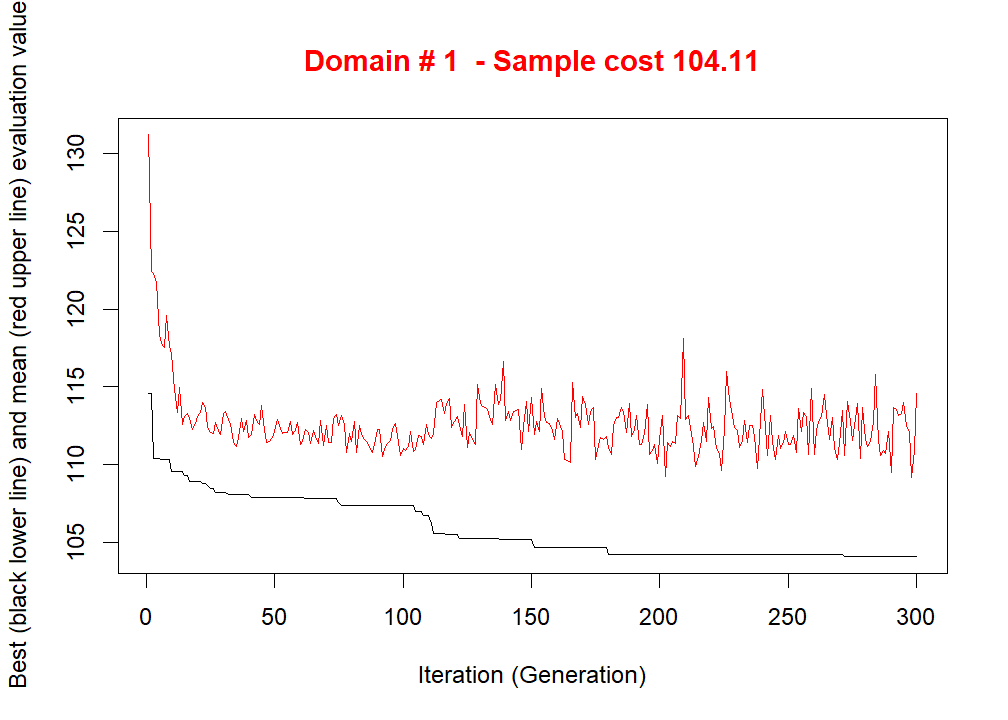 Domain # 1  - Sample cost 104.11
Best (black lower line) and mean (red upper line) evaluation value
130
125
120
115
110
105
0 50 100 150 200 250 300
Iteration (Generation)